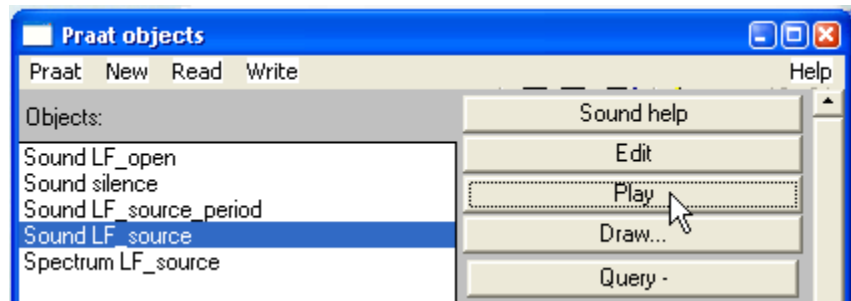 Praat objects
Praat New Read Write Help
Objects:
Sound help
Edit
Play
Draw...
Query -
Sound LF_open
Sound silence
Sound LF_source_period
Sound LF_source
Spectrum LF_source